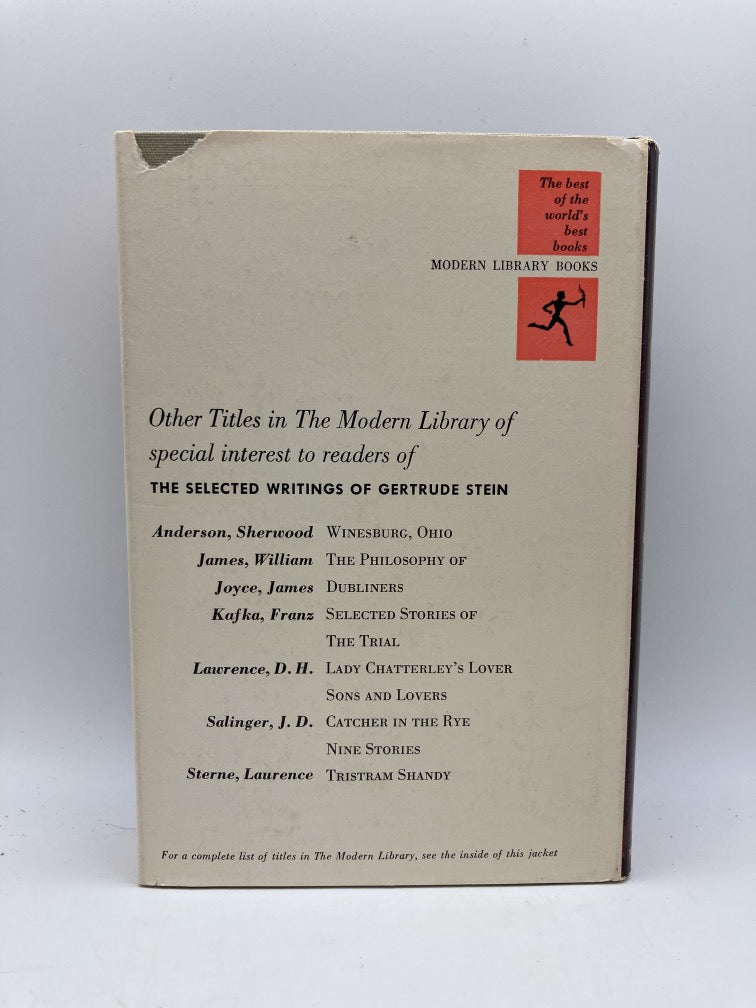 The best
of the
world's
best
books
MODERN LIBRARY BOOKS
Other Titles in The Modern Library of
special interest to readers of
THE SELECTED WRITINGS OF GERTRUDE STEIN
Anderson, Sherwood WINESBURG, OHIO
James, William THE PHILOSOPHY OF
Joyce, James DUBLINERS
Kafka, Franz SELECTED STORIES OF
THE TRIAL
Lawrence, D. H. LADY CHATTERLEY'S LOVER
SONS AND LOVERS
Salinger, J. D. CATCHER IN THE RYE
NINE STORIES
Sterne, Laurence TRISTRAM SHANDY
For a complete list of titles in The Modern Library, see the inside of this jacket